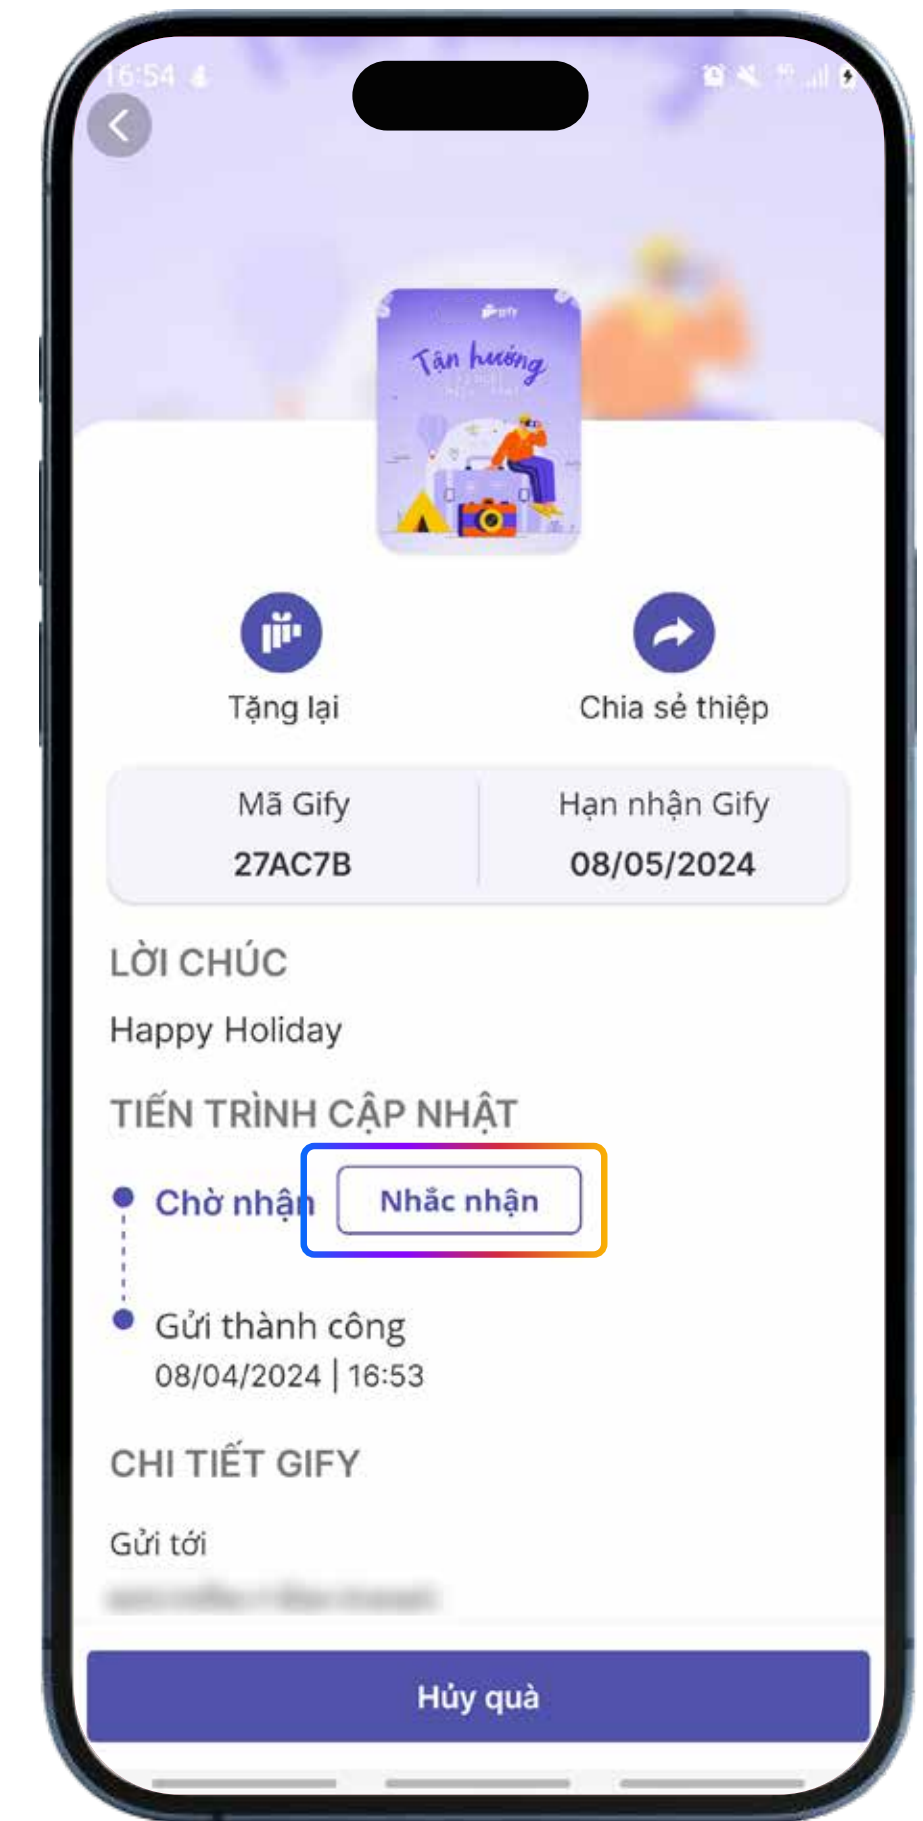 16:54
gify
Tận hưởng
Tặng lại
Chia sẻ thiệp
Mã Gify
Hạn nhận Gify
27AC7B
08/05/2024
LỜI CHÚC
Happy Holiday
TIẾN TRÌNH CẬP NHẬT
Chờ nhận
Nhắc nhận
Gửi thành công
08/04/2024 | 16:53
CHI TIẾT GIFY
Gửi tới
Hủy quà